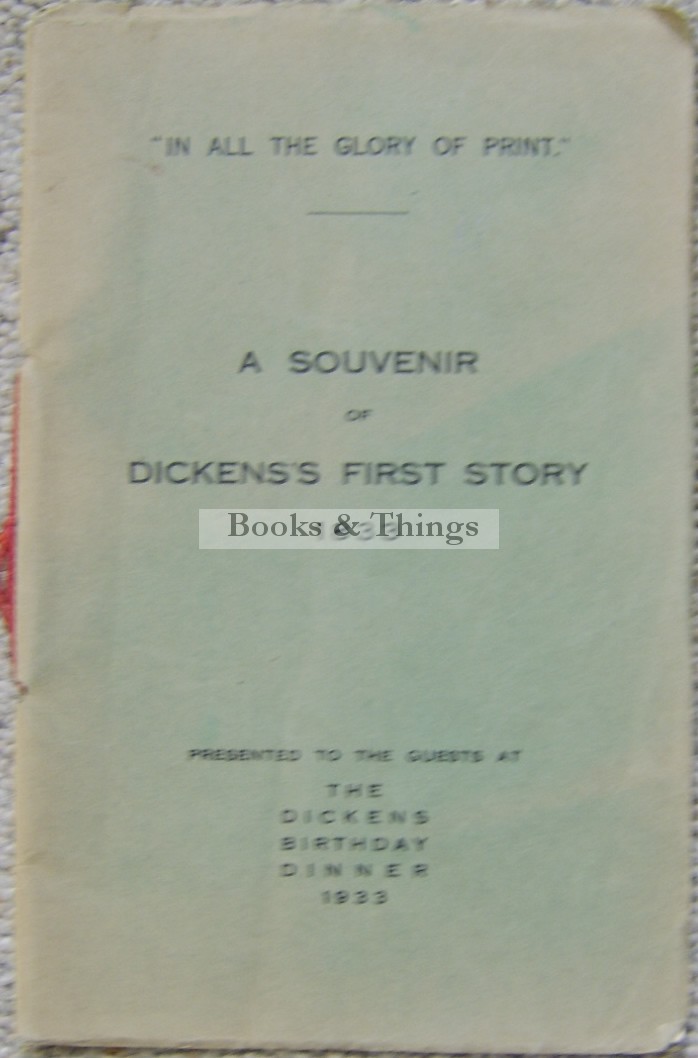 "IN ALL THE GLORY OF PRINT."
A SOUVENIR
OF
DICKENS'S FIRST STORY
1933
Books & Things
PRESENTED TO THE GUESTS AT
THE
DICKENS
BIRTHDAY
DINNER
1933